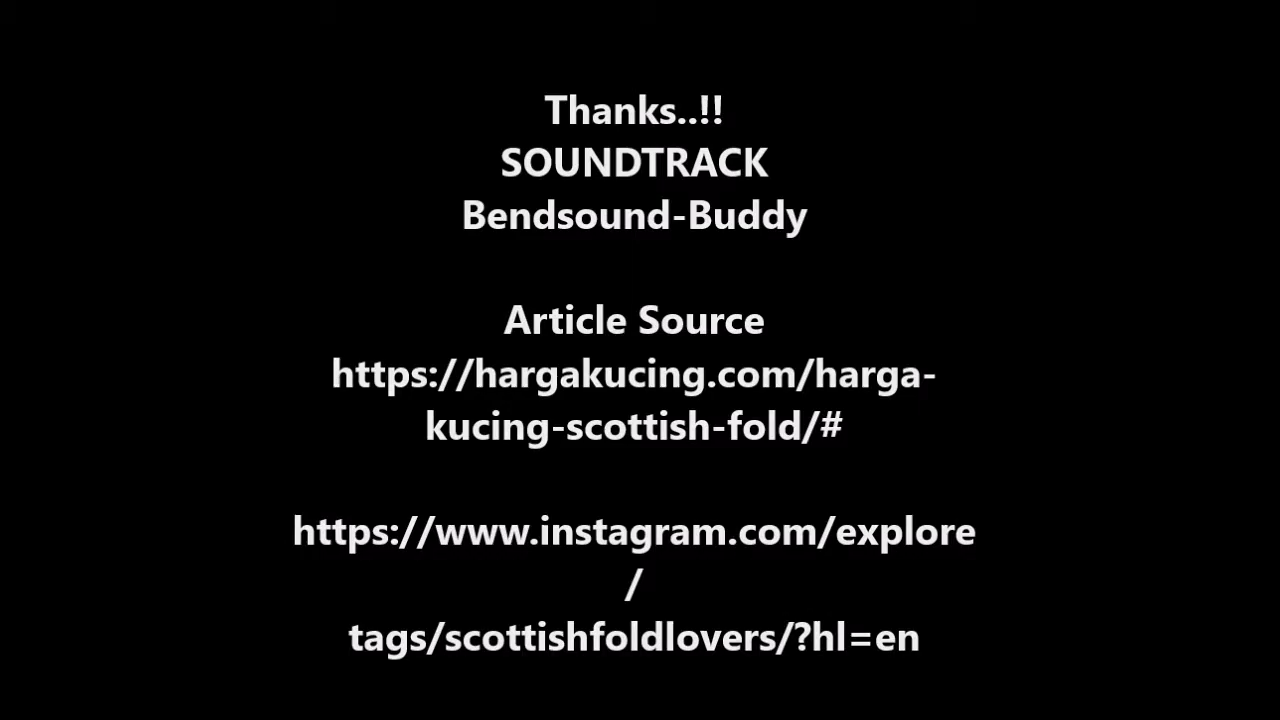 Thanks..!!
SOUNDTRACK
Bendsound-Buddy
Article Source
https://hargakucing.com/harga-
kucing-scottish-fold/#
https://www.instagram.com/explore
/
tags/scottishfoldlovers/?hl=en